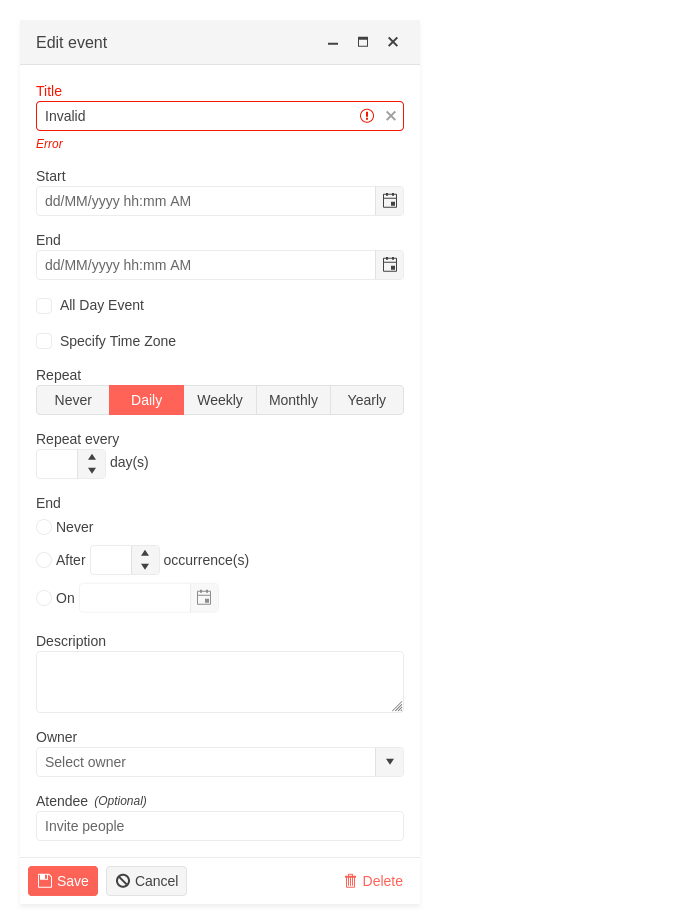 Edit event
Title
Invalid
Error
Start
dd/MM/yyyy hh:mm AM
End
dd/MM/yyyy hh:mm AM
All Day Event
Specify Time Zone
Repeat
Never Daily Weekly Monthly Yearly
Repeat every
day(s)
End
Never
After occurrence(s)
On
Description
Owner
Select owner
Atendee (Optional)
Invite people
Save Cancel Delete